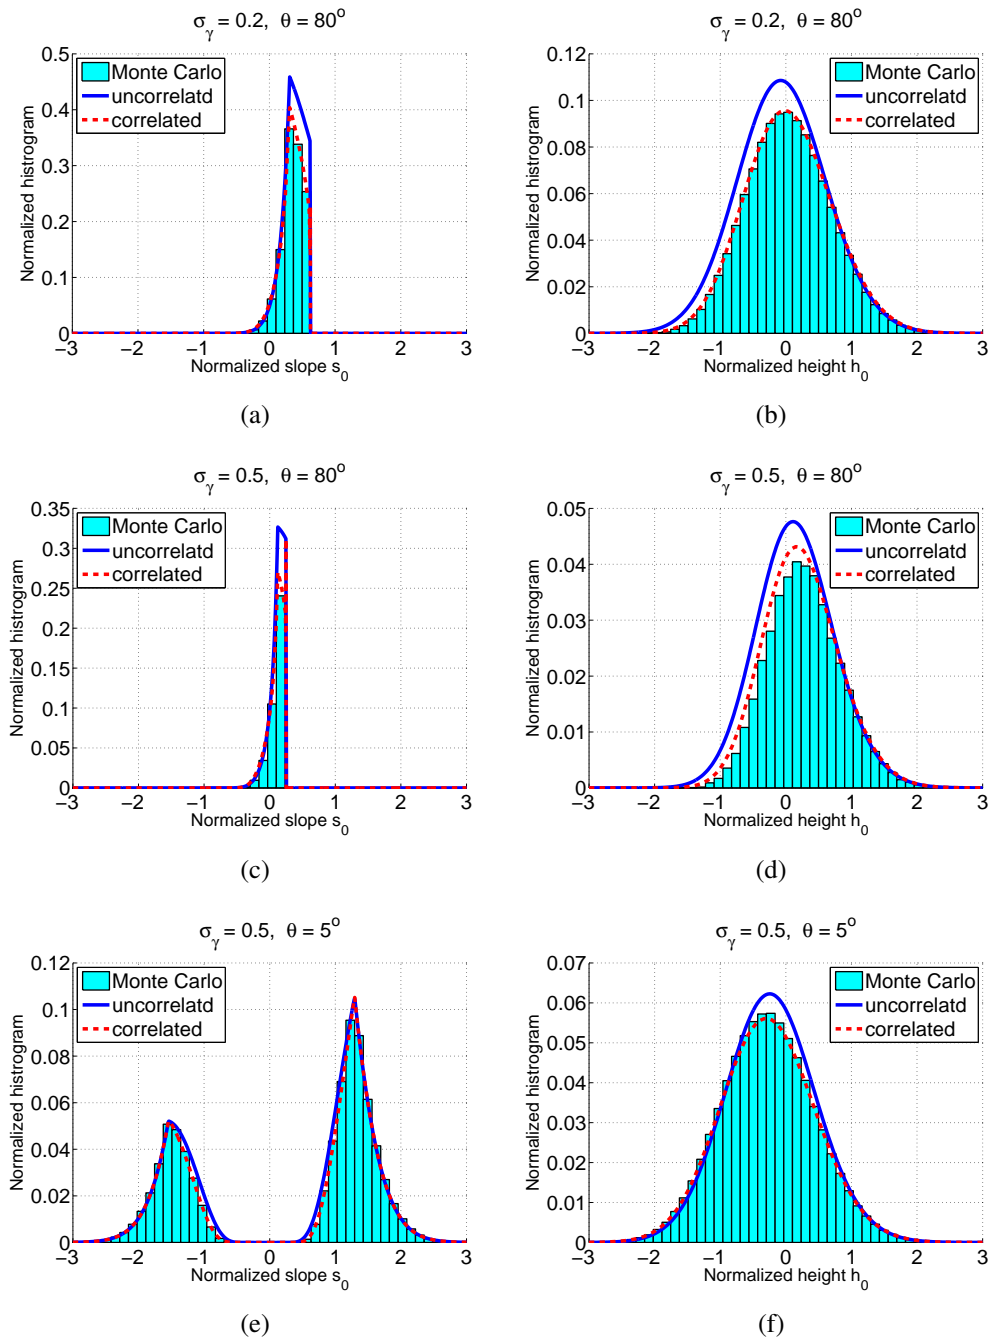 σγ = 0.2, θ = 80°
Normalized histrogram
0.5
0.4
0.3
0.2
0.1
0
Monte Carlo
uncorrelatd
correlated
−3 −2 −1 0 1 2 3
Normalized slope s0
(a)
σγ = 0.2, θ = 80°
Normalized histrogram
0.12
0.1
0.08
0.06
0.04
0.02
0
Monte Carlo
uncorrelatd
correlated
−3 −2 −1 0 1 2 3
Normalized height h0
(b)
σγ = 0.5, θ = 80°
Normalized histrogram
0.35
0.3
0.25
0.2
0.15
0.1
0.05
0
Monte Carlo
uncorrelatd
correlated
−3 −2 −1 0 1 2 3
Normalized slope s0
(c)
σγ = 0.5, θ = 80°
Normalized histrogram
0.05
0.04
0.03
0.02
0.01
0
Monte Carlo
uncorrelatd
correlated
−3 −2 −1 0 1 2 3
Normalized height h0
(d)
σγ = 0.5, θ = 5°
Normalized histrogram
0.12
0.1
0.08
0.06
0.04
0.02
0
Monte Carlo
uncorrelatd
correlated
−3 −2 −1 0 1 2 3
Normalized slope s0
(e)
σγ = 0.5, θ = 5°
Normalized histrogram
0.07
0.06
0.05
0.04
0.03
0.02
0.01
0
Monte Carlo
uncorrelatd
correlated
−3 −2 −1 0 1 2 3
Normalized height h0
(f)